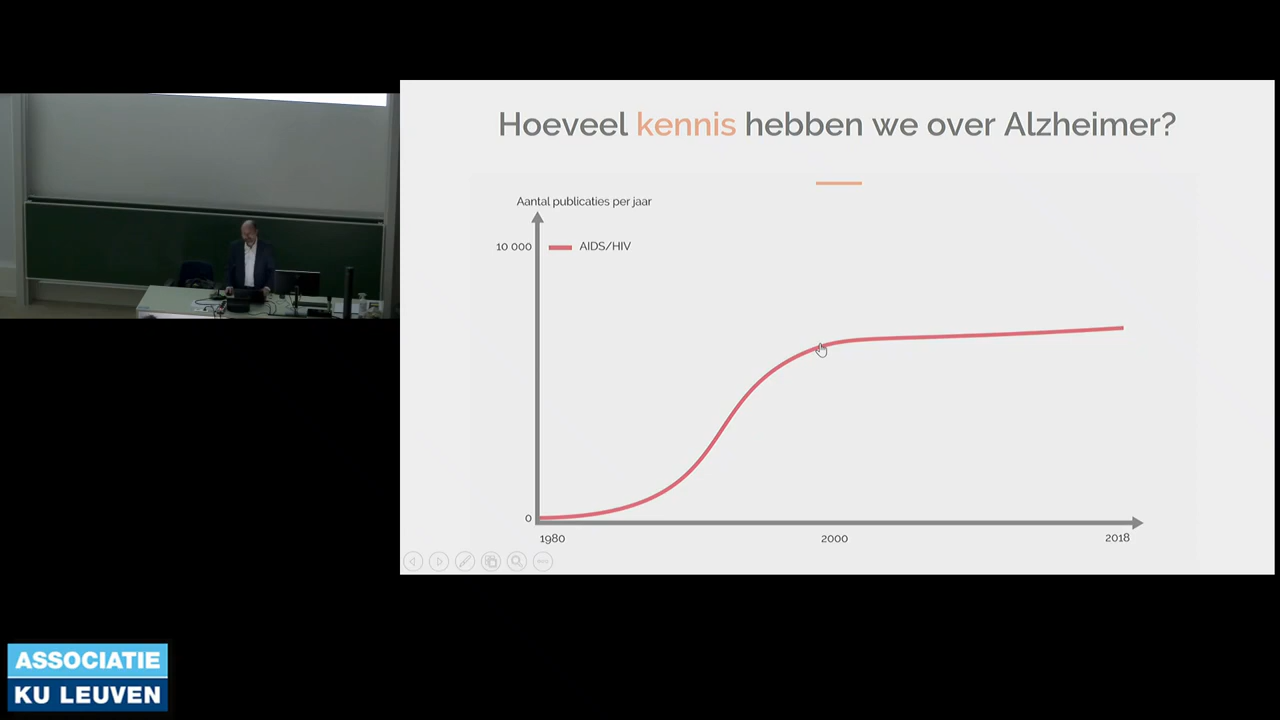 Hoeveel kennis hebben we over Alzheimer?
Aantal publicaties per jaar
10 000
AIDS/HIV
0
1980
2000
2018
ASSOCIATIE
KU LEUVEN